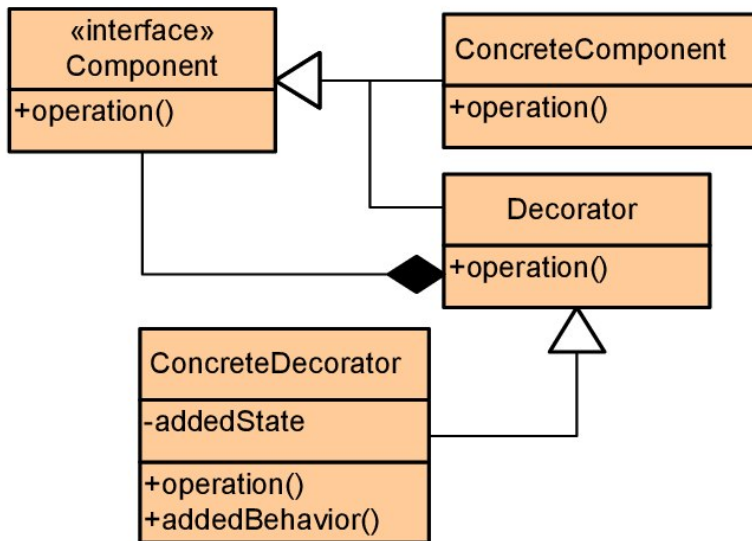 «interface»
Component
+operation()
ConcreteComponent
+operation()
Decorator
+operation()
ConcreteDecorator
-addedState
+operation()
+addedBehavior()